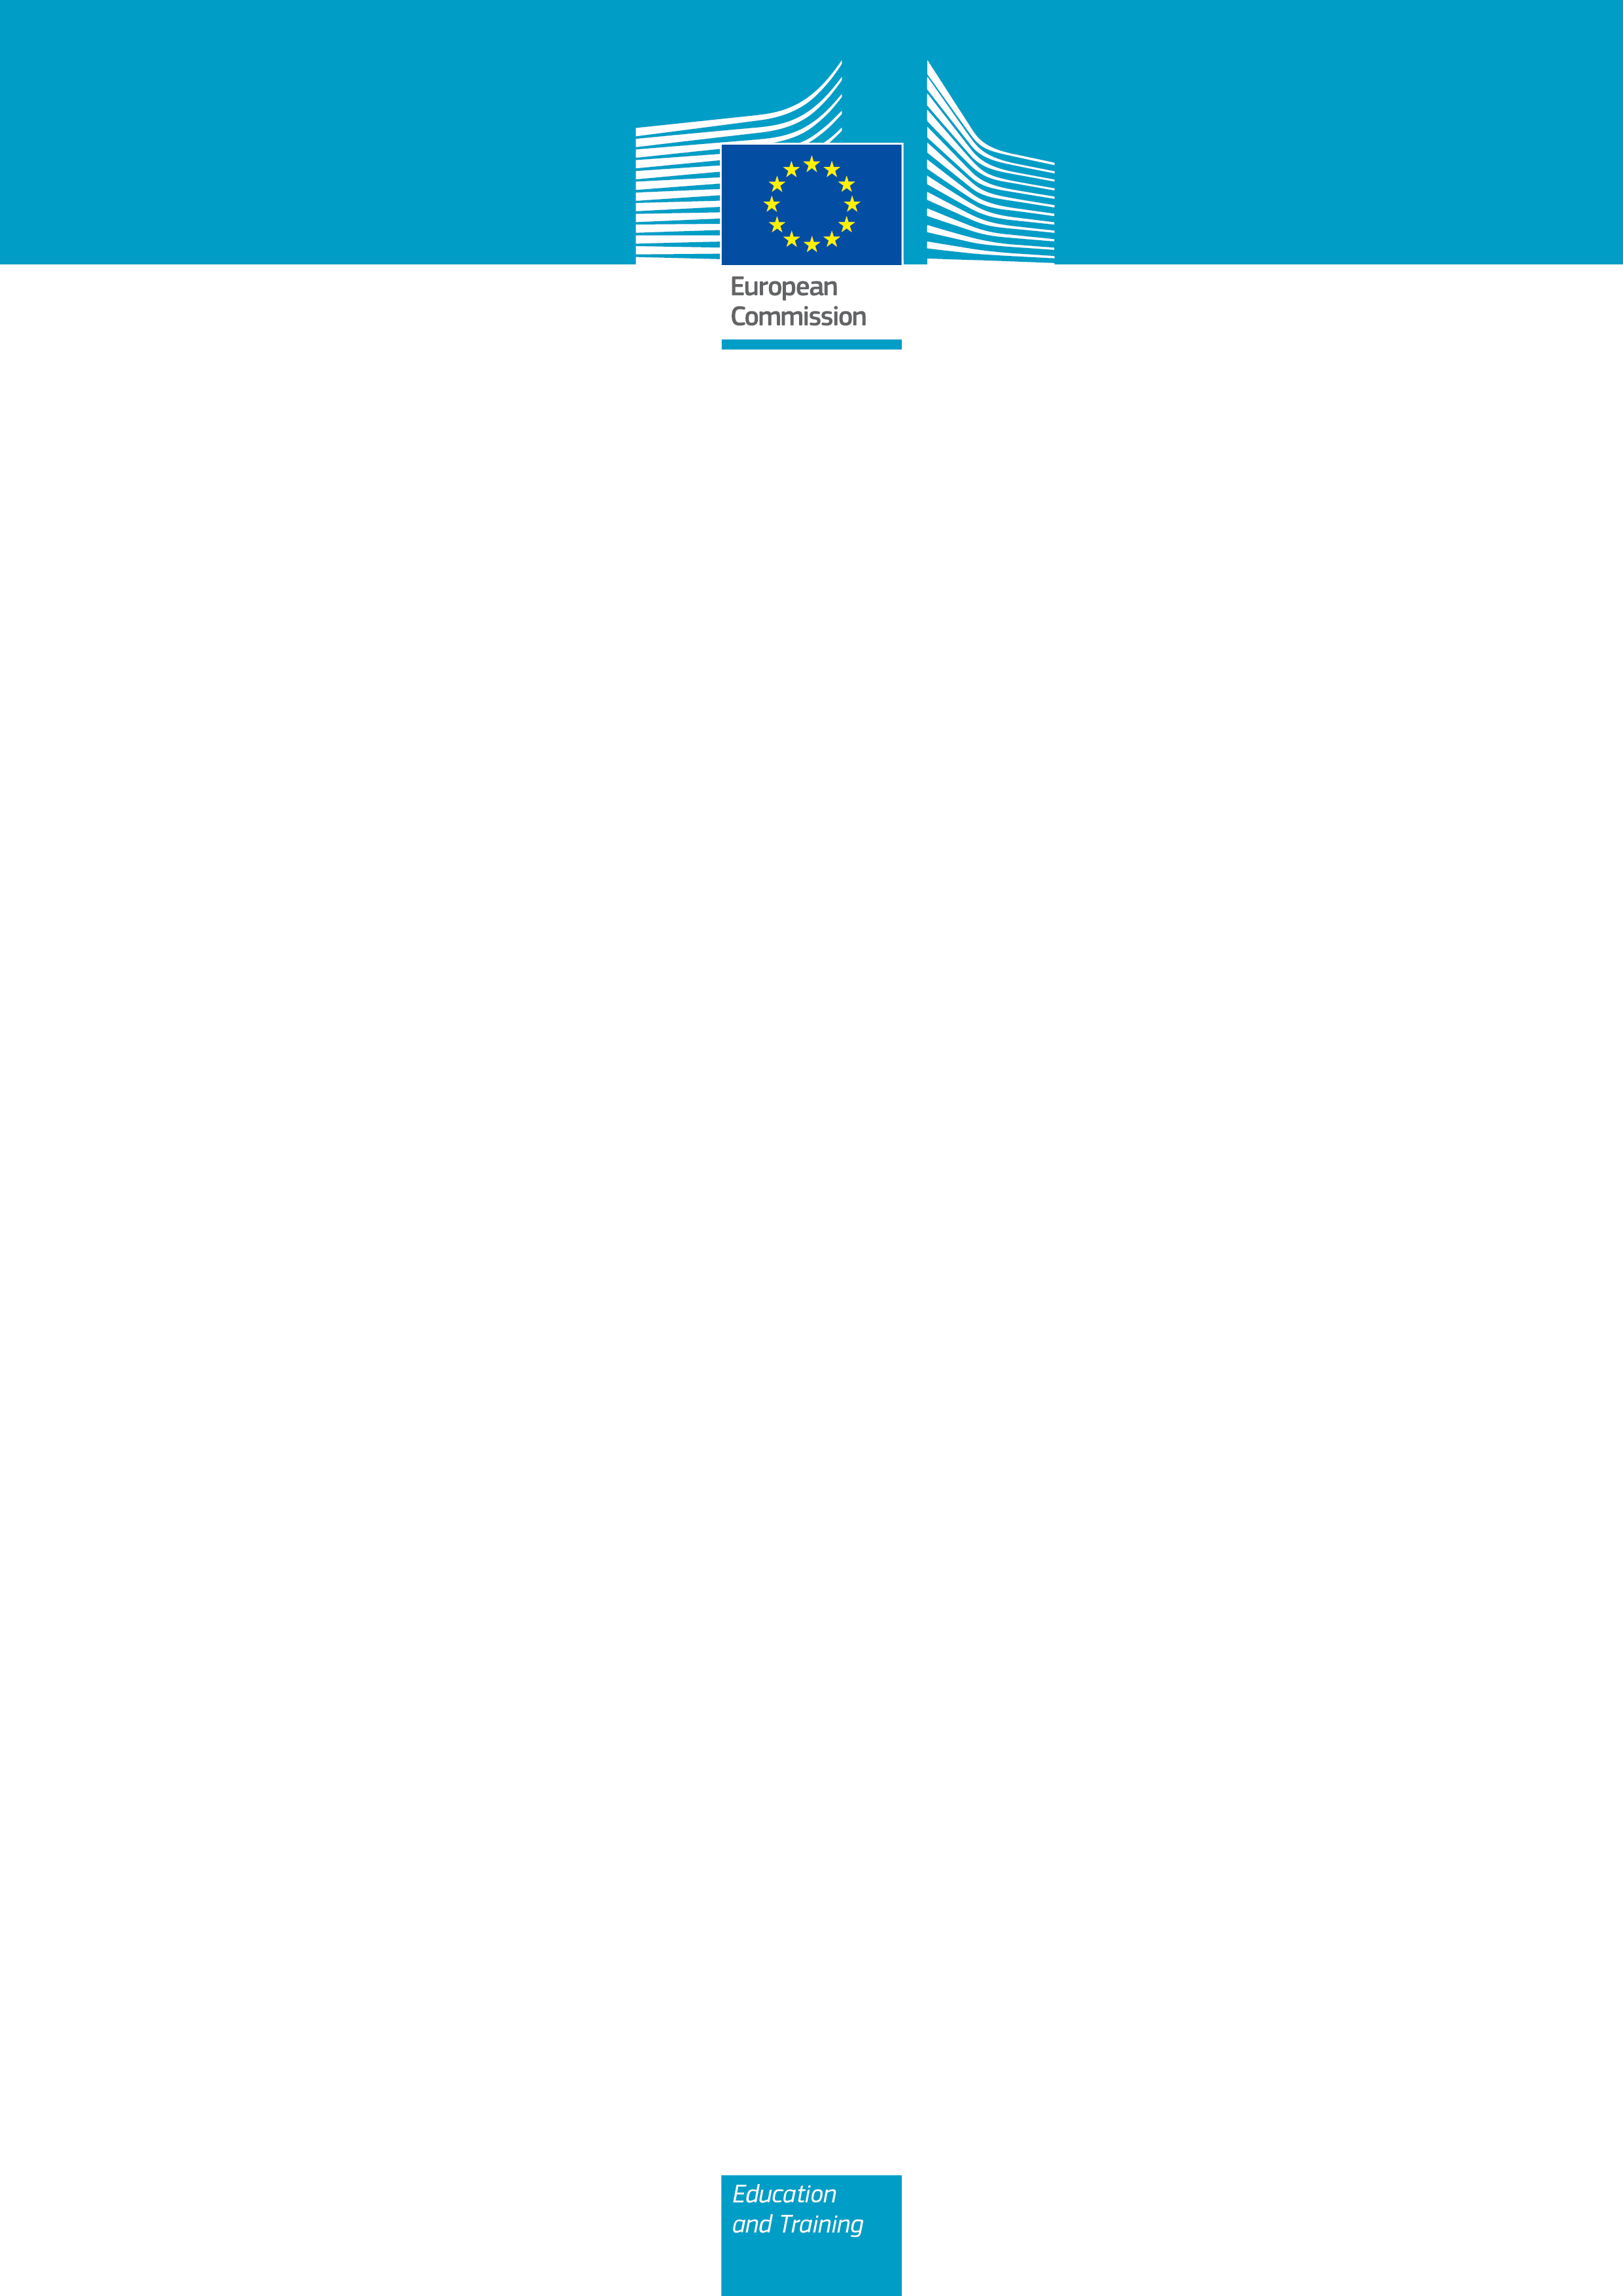 European
Commission
Education
and Training